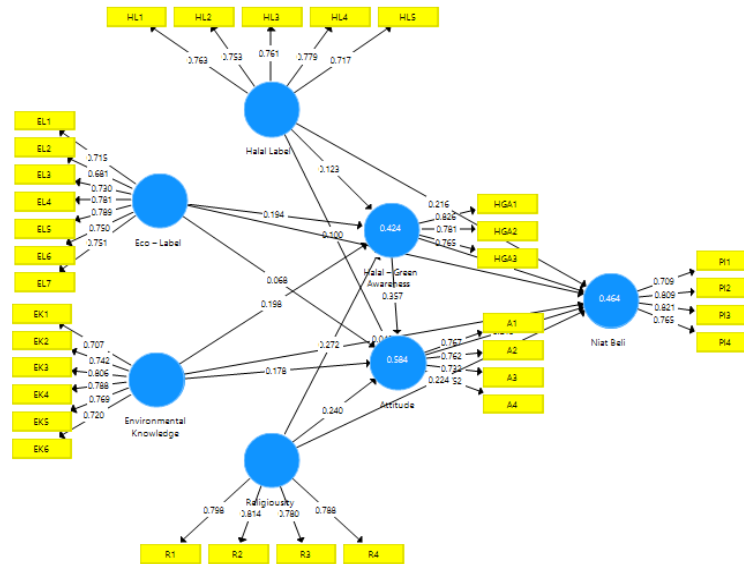 HL1 HL2 HL3 HL4 HL5
0.763 0.753 0.761 0.779 0.717
Halal Label
EL1
EL2
EL3
EL4
EL5
EL6
EL7
0.715
0.681
0.730
0.781
0.789
0.750
0.751
Eco – Label
0.123
0.216
0.194
0.100
0.068
0.198
0.424
Halal – Green
Awareness
HGA1
HGA2
HGA3
0.826
0.781
0.765
0.357
0.464
Niat Beli
PI1
PI2
PI3
PI4
0.709
0.809
0.821
0.765
EK1
EK2
EK3
EK4
EK5
EK6
0.707
0.742
0.806
0.788
0.769
0.720
Environmental
Knowledge
0.272
0.178
0.584
Attitude
A1
A2
A3
A4
0.767
0.762
0.224
0.240
Religiousty
0.798 0.814 0.780 0.788
R1 R2 R3 R4